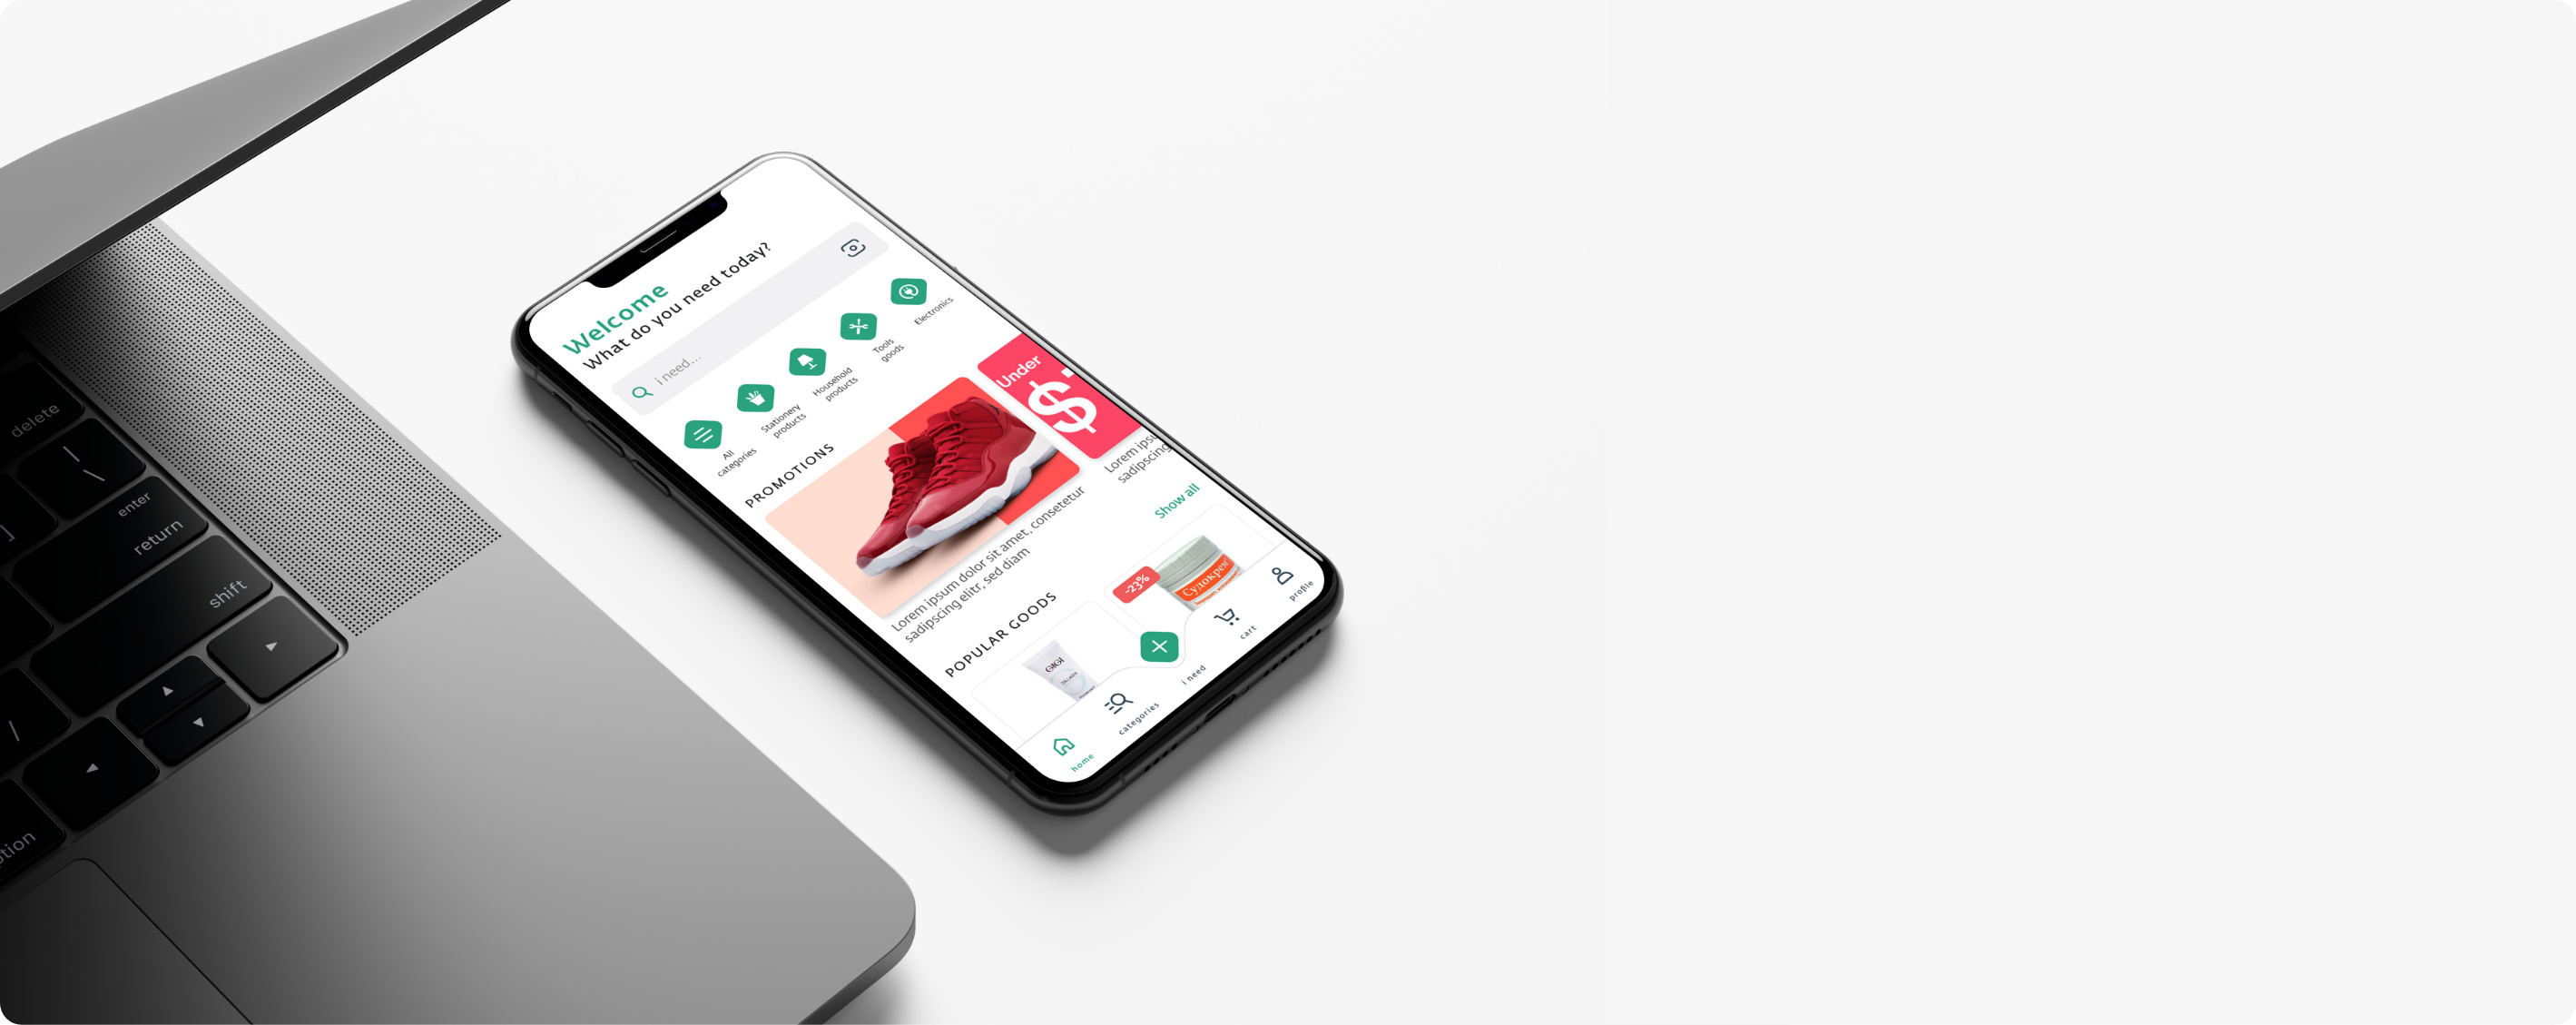 Welcome
What do you need today?
i need...
All
categories
Stationery
products
Household
products
Tools
goods
Electronics
PROMOTIONS
Under
$
Lorem ipsum dolor sit amet, consetetur
sadipscing elitr, sed diam
Lorem
sadipscing
POPULAR GOODS
Show all
GIGI
-23%
Судокрем
home
categories
i need
cart
profile
delete
|
\
]
enter
return
shift
/